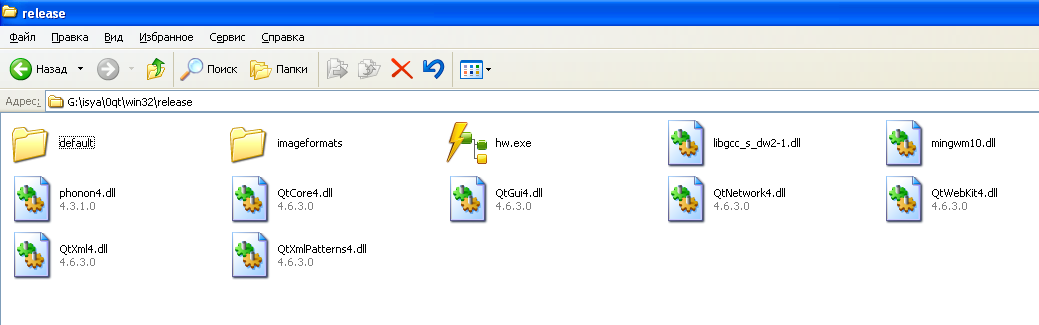 release
Файл Правка Вид Избранное Сервис Справка
Назад Поиск Папки
Адрес: G:\isya\0qt\win32\release
default imageformats hw.exe libgcc_s_dw2-1.dll mingwm10.dll
phonon4.dll QtCore4.dll QtGui4.dll QtNetwork4.dll QtWebKit4.dll
4.3.1.0 4.6.3.0 4.6.3.0 4.6.3.0 4.6.3.0
QtXml4.dll QtXmlPatterns4.dll
4.6.3.0 4.6.3.0